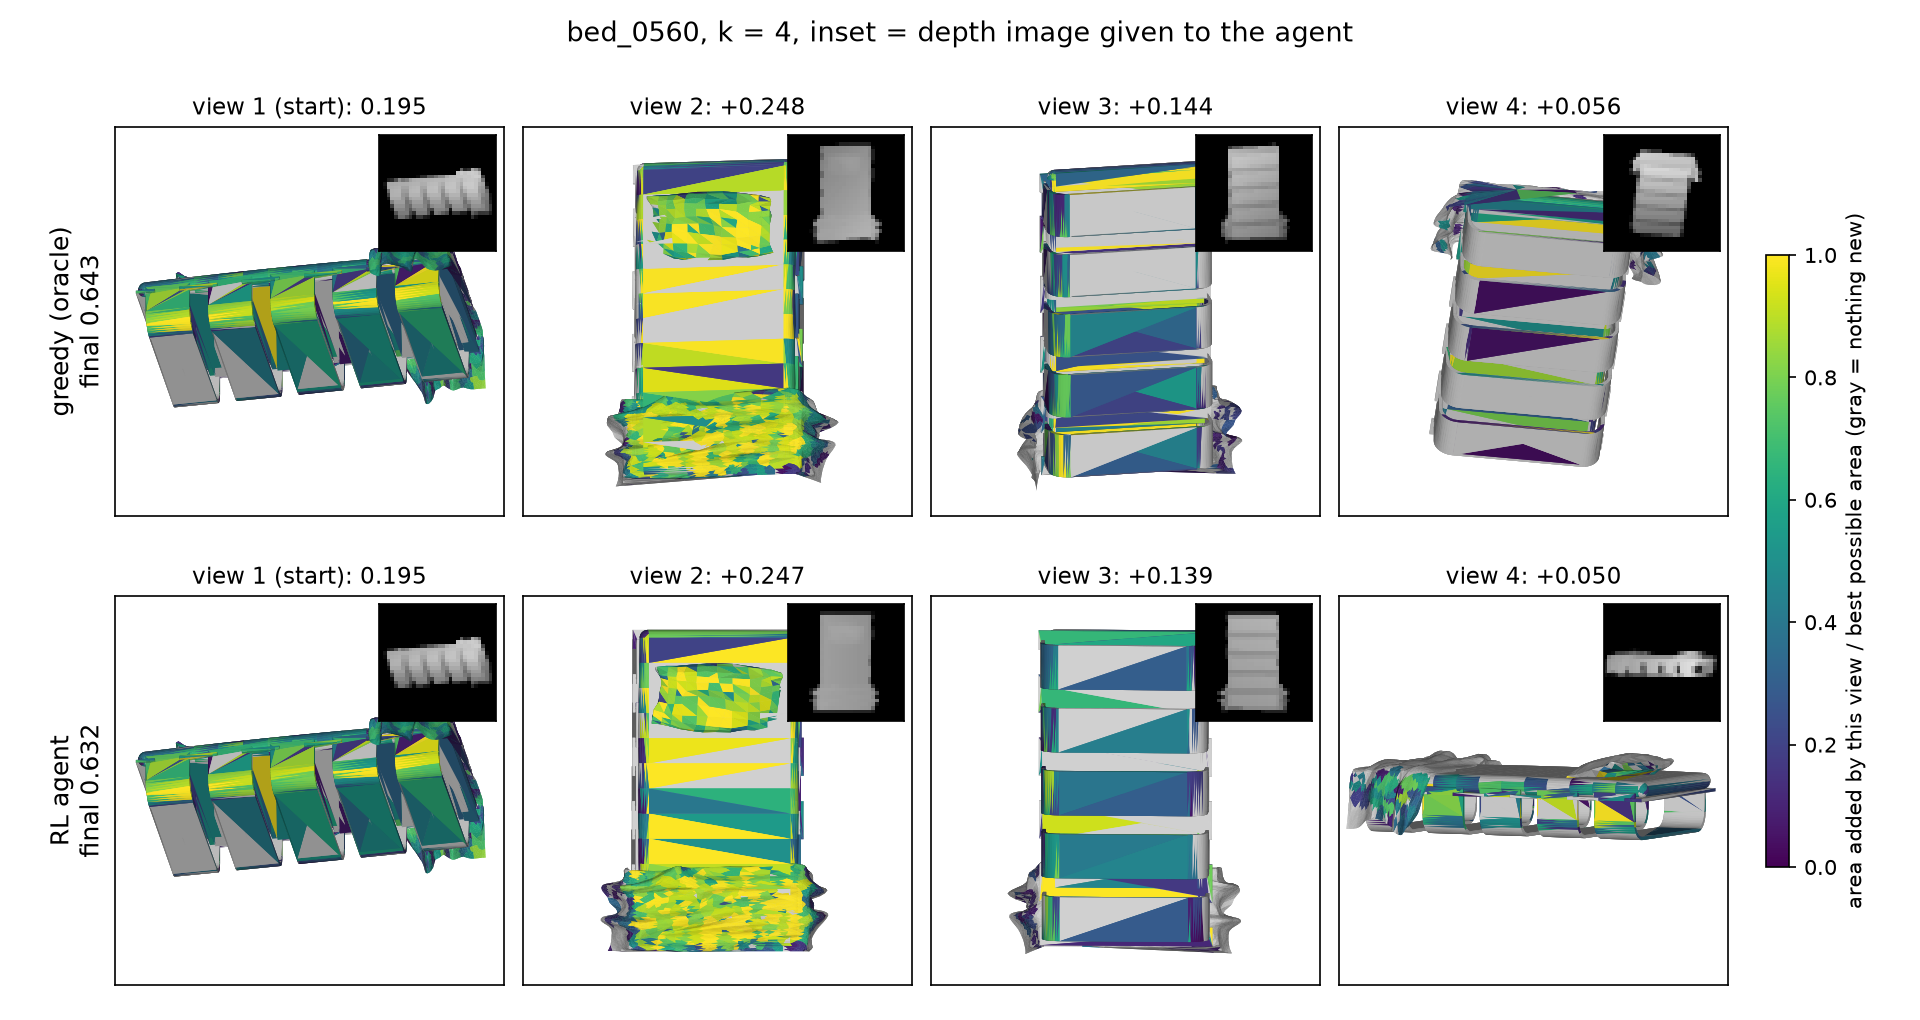 bed_0560, k = 4, inset = depth image given to the agent
view 1 (start): 0.195
view 2: +0.248
view 3: +0.144
view 4: +0.056
greedy (oracle)
final 0.643
view 1 (start): 0.195
view 2: +0.247
view 3: +0.139
view 4: +0.050
RL agent
final 0.632
1.0
0.8
0.6
0.4
0.2
0.0
area added by this view / best possible area (gray = nothing new)